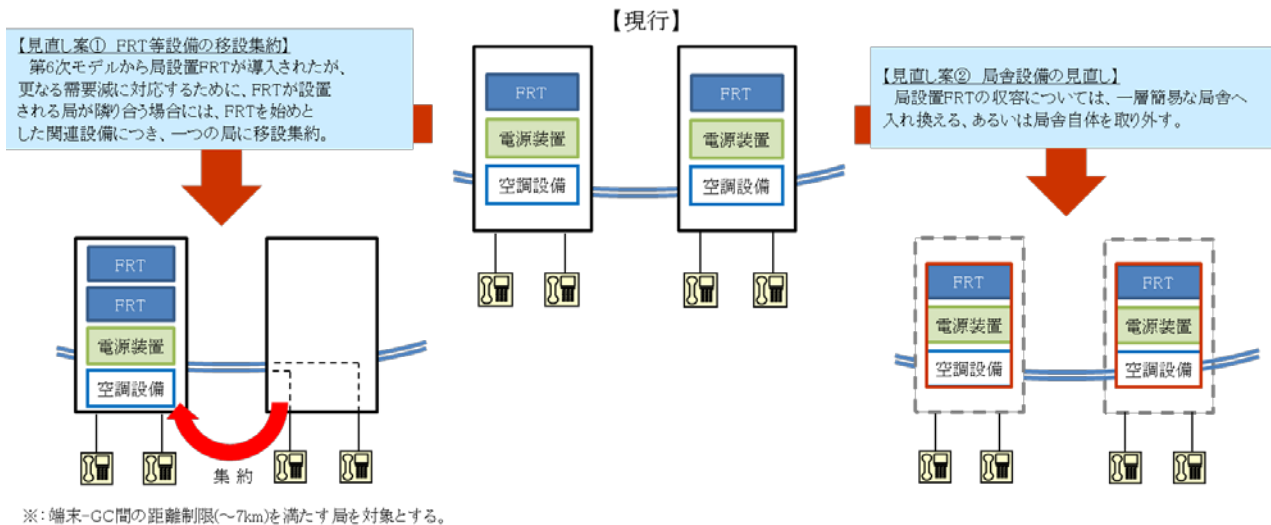 【現行】
【見直し案① FRT等設備の移設集約】
第6次モデルから局設置FRTが導入されたが、
更なる需要減に対応するために、FRTが設置
される局が隣り合う場合には、FRTを始めと
した関連設備につき、一つの局に移設集約。
FRT
電源装置
空調設備
FRT
電源装置
空調設備
【見直し案② 局舎設備の見直し】
局設置FRTの収容については、一層簡易な局舎へ
入れ換える、あるいは局舎自体を取り外す。
FRT
FRT
電源装置
空調設備
集 約
FRT
電源装置
空調設備
FRT
電源装置
空調設備
※:端末-GC間の距離制限(～7km)を満たす局を対象とする。